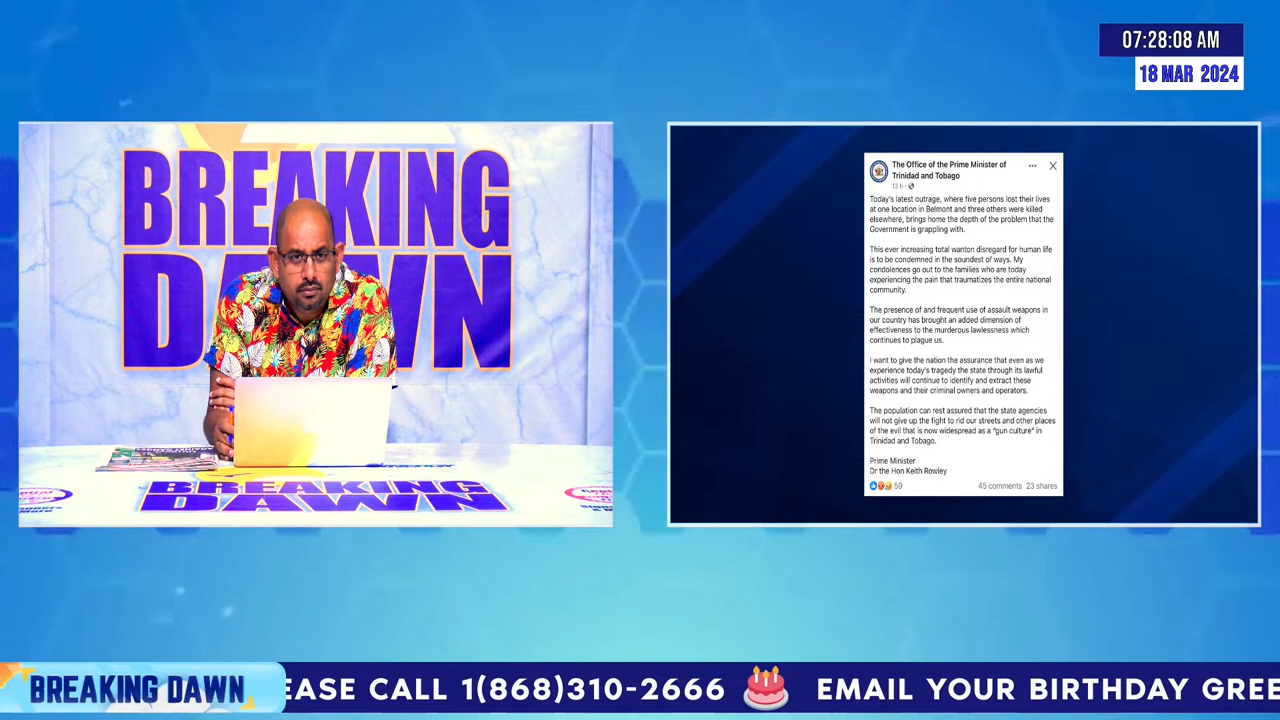 07:28:08 AM
18 MAR 2024
BREAKING
DAWN
BREAKING
DAWN
The Office of the Prime Minister of
Trinidad and Tobago
13 h
Today's latest outrage, where five persons lost their lives
at one location in Belmont and three others were killed
elsewhere, brings home the depth of the problem that the
Government is grappling with.
This ever increasing total wanton disregard for human life
is to be condemned in the soundest of ways. My
condolences go out to the families who are today
experiencing the pain that traumatizes the entire national
community.
The presence of and frequent use of assault weapons in
our country has brought an added dimension of
effectiveness to the murderous lawlessness which
continues to plague us.
I want to give the nation the assurance that even as we
experience today's tragedy the state through its lawful
activities will continue to identify and extract these
weapons and their criminal owners and operators.
The population can rest assured that the state agencies
will not give up the fight to rid our streets and other places
of the evil that is now widespread as a "gun culture" in
Trinidad and Tobago.
Prime Minister
Dr the Hon Keith Rowley
59 45 comments 23 shares
BREAKING DAWN
EASE CALL 1(868)310-2666 EMAIL YOUR BIRTHDAY GREE